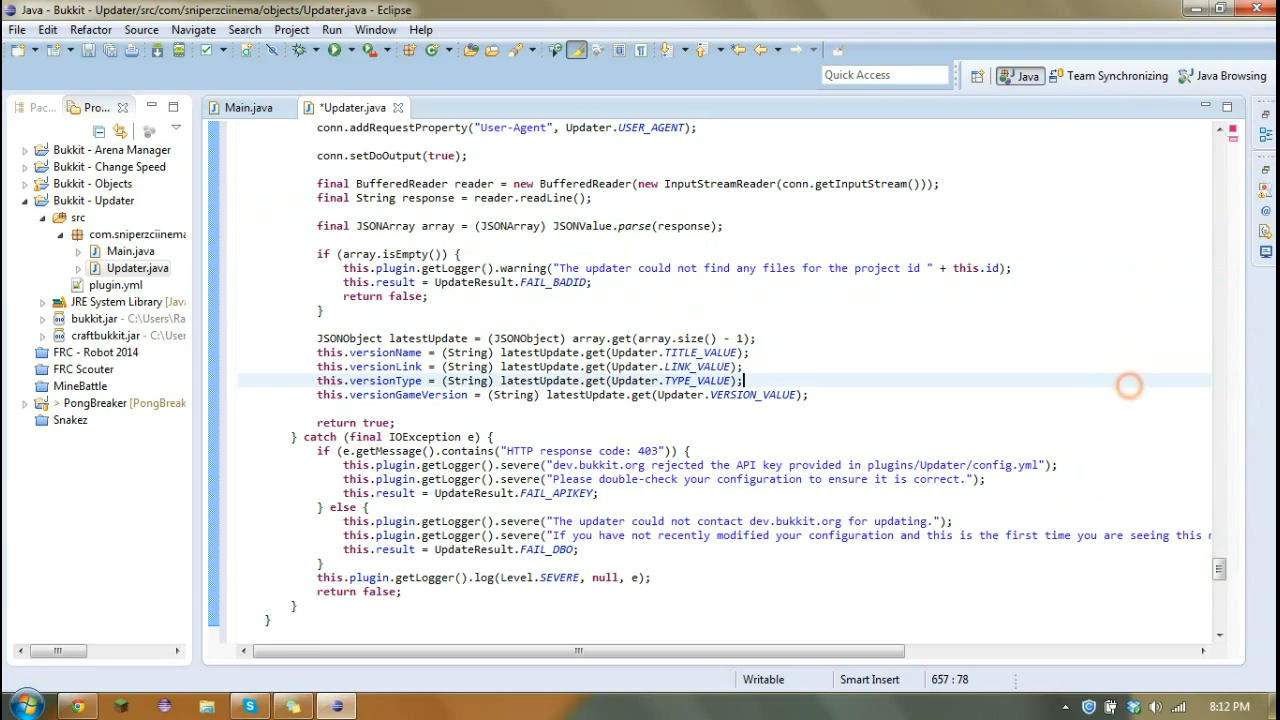 Java - Bukkit - Updater/src/com/sniperzciinema/objects/Updater.java - Eclipse
File Edit Refactor Source Navigate Search Project Run Window Help
Quick Access
Java Team Synchronizing Java Browsing
Pac... Pro...
Main.java *Updater.java
Bukkit - Arena Manager
Bukkit - Change Speed
Bukkit - Objects
Bukkit - Updater
src
com.sniperzciinema
Main.java
Updater.java
plugin.yml
JRE System Library [Java
bukkit.jar - C:\Users\Ra
craftbukkit.jar - C:\Use
FRC - Robot 2014
FRC Scouter
MineBattle
> PongBreaker [PongBreak
Snakez
conn.addRequestProperty("User-Agent", Updater.USER_AGENT);
conn.setDoOutput(true);
final BufferedReader reader = new BufferedReader(new InputStreamReader(conn.getInputStream()));
final String response = reader.readLine();
final JSONArray array = (JSONArray) JSONValue.parse(response);
if (array.isEmpty()) {
this.plugin.getLogger().warning("The updater could not find any files for the project id " + this.id);
this.result = UpdateResult.FAIL_BADID;
return false;
}
JSONObject latestUpdate = (JSONObject) array.get(array.size() - 1);
this.versionName = (String) latestUpdate.get(Updater.TITLE_VALUE);
this.versionLink = (String) latestUpdate.get(Updater.LINK_VALUE);
this.versionType = (String) latestUpdate.get(Updater.TYPE_VALUE);
this.versionGameVersion = (String) latestUpdate.get(Updater.VERSION_VALUE);
return true;
} catch (final IOException e) {
if (e.getMessage().contains("HTTP response code: 403")) {
this.plugin.getLogger().severe("dev.bukkit.org rejected the API key provided in plugins/Updater/config.yml");
this.plugin.getLogger().severe("Please double-check your configuration to ensure it is correct.");
this.result = UpdateResult.FAIL_APIKEY;
} else {
this.plugin.getLogger().severe("The updater could not contact dev.bukkit.org for updating.");
this.plugin.getLogger().severe("If you have not recently modified your configuration and this is the first time you are seeing this m
this.result = UpdateResult.FAIL_DBO;
}
this.plugin.getLogger().log(Level.SEVERE, null, e);
return false;
}
}
Writable Smart Insert 657 : 78
8:12 PM